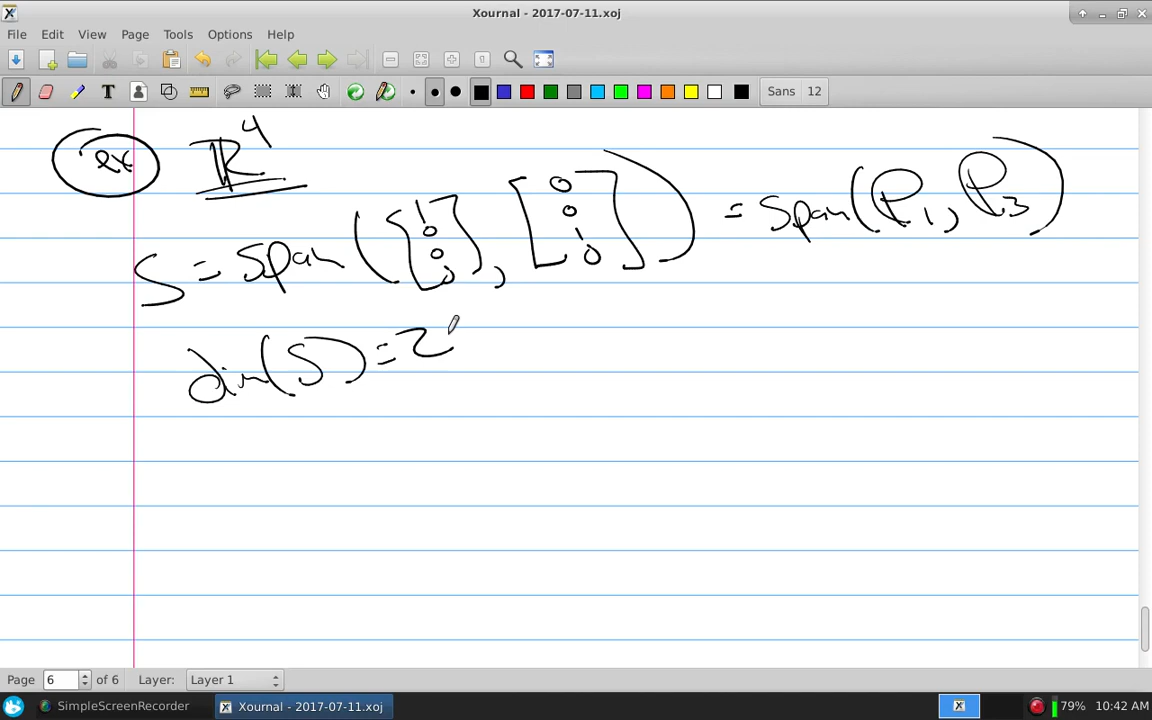 Xournal - 2017-07-11.xoj
File Edit View Page Tools Options Help
Sans 12
ex ℝ⁴
S = span([1 0 0 0], [0 0 1 0]) = span(e₁, e₃)
dim(S) = 2
Page 6 of 6 Layer: Layer 1
SimpleScreenRecorder Xournal - 2017-07-11.xoj 79% 10:42 AM